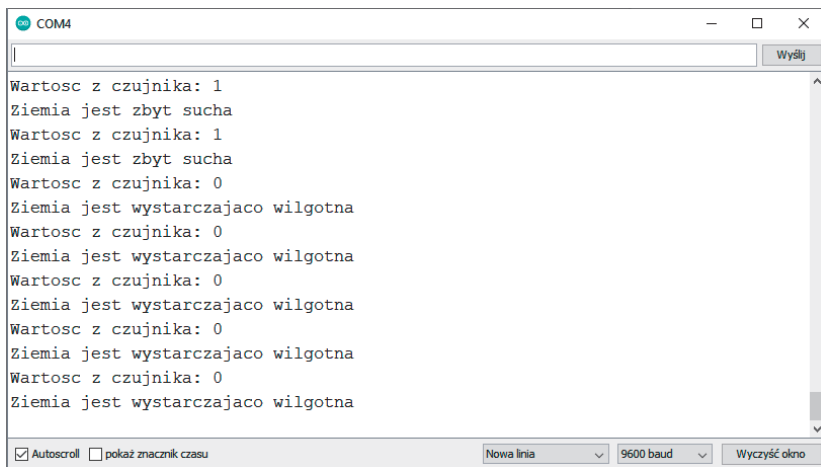 COM4
Wyślij
Wartosc z czujnika: 1
Ziemia jest zbyt sucha
Wartosc z czujnika: 1
Ziemia jest zbyt sucha
Wartosc z czujnika: 0
Ziemia jest wystarczajaco wilgotna
Wartosc z czujnika: 0
Ziemia jest wystarczajaco wilgotna
Wartosc z czujnika: 0
Ziemia jest wystarczajaco wilgotna
Wartosc z czujnika: 0
Ziemia jest wystarczajaco wilgotna
Wartosc z czujnika: 0
Ziemia jest wystarczajaco wilgotna
Autoscroll pokaż znacznik czasu Nowa linia 9600 baud Wyczyść okno